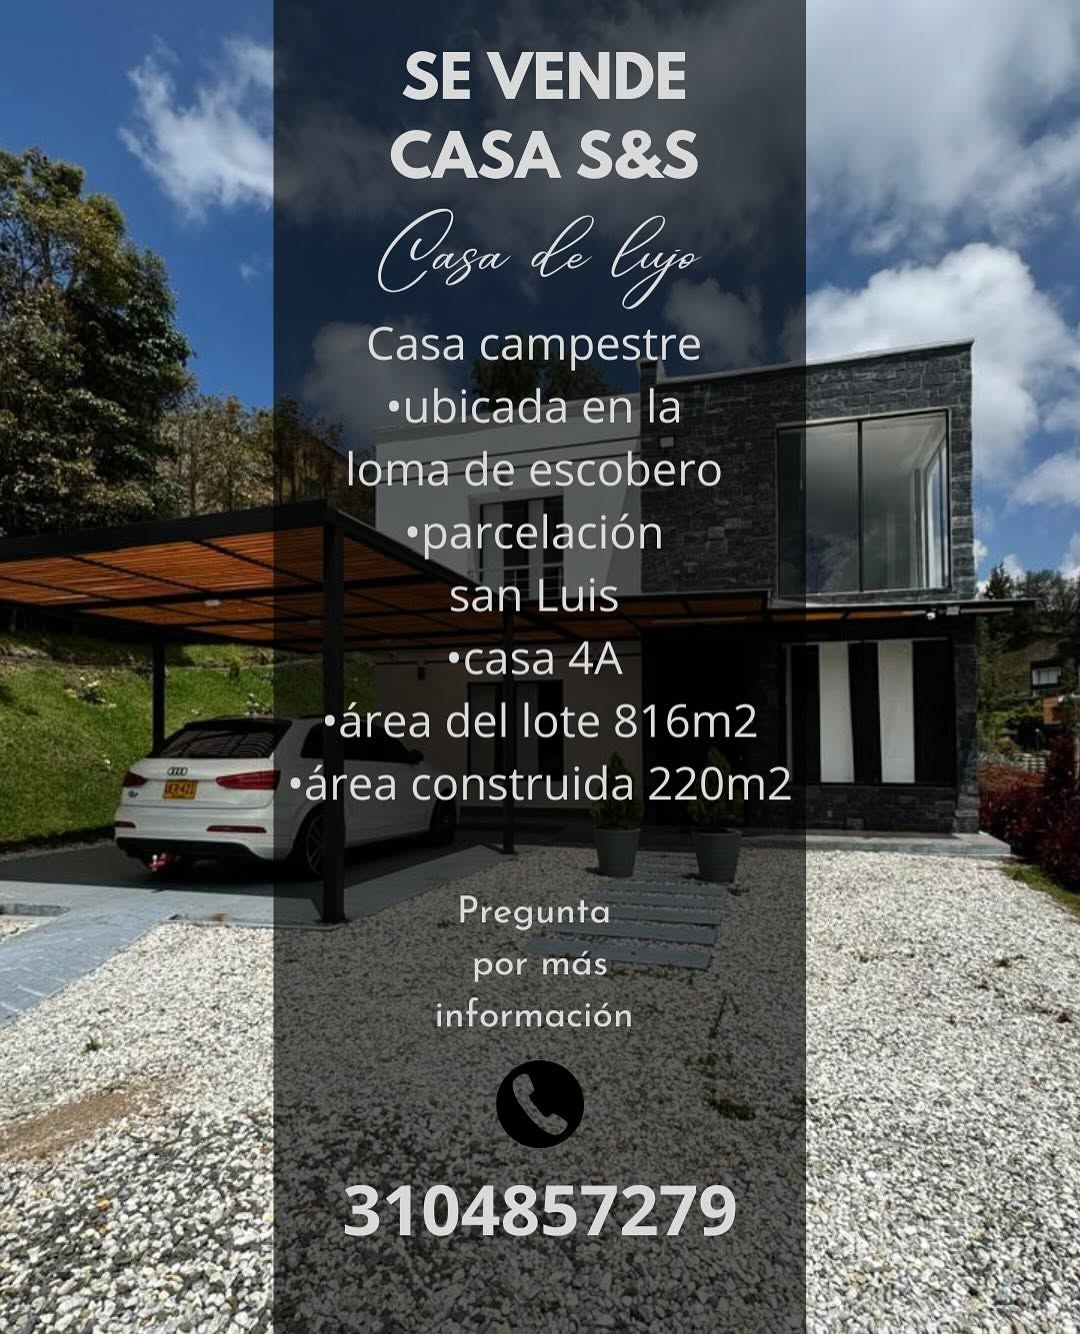 SE VENDE
CASA S&S
Casa de lujo
Casa campestre
•ubicada en la
loma de escobero
•parcelación
san Luis
•casa 4A
•área del lote 816m2
•área construida 220m2
Pregunta
por más
información
3104857279